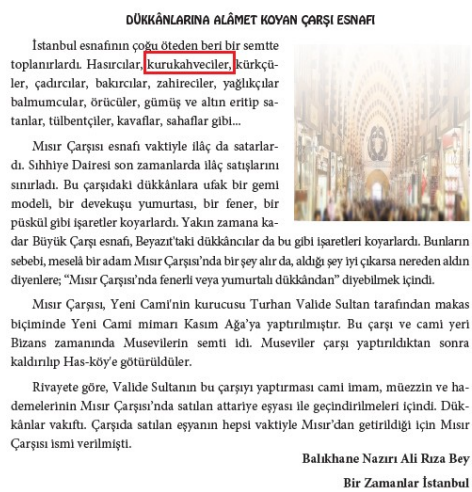 DÜKKÂNLARINA ALÂMET KOYAN ÇARŞI ESNAFI
İstanbul esnafının çoğu öteden beri bir semtte
toplanırlardı. Hasırcılar, kurukahveciler, kürkçü-
ler, çadırcılar, bakırcılar, zahireciler, yağlıkçılar
balmumcular, örücüler, gümüş ve altın eritip sa-
tanlar, tülbentçiler, kavaflar, sahaflar gibi...
Mısır Çarşısı esnafı vaktiyle ilâç da satarlar-
dı. Sıhhiye Dairesi son zamanlarda ilâç satışlarını
sınırladı. Bu çarşıdaki dükkânlara ufak bir gemi
modeli, bir devekuşu yumurtası, bir fener, bir
püskül gibi işaretler koyarlardı. Yakın zamana ka-
dar Büyük Çarşı esnafı, Beyazıt'taki dükkâncılar da bu gibi işaretleri koyarlardı. Bunların
sebebi, meselâ bir adam Mısır Çarşısı’nda bir şey alır da, aldığı şey iyi çıkarsa nereden aldın
diyenlere; “Mısır Çarşısı’nda fenerli veya yumurtalı dükkândan” diyebilmek içindi.
Mısır Çarşısı, Yeni Cami'nin kurucusu Turhan Valide Sultan tarafından makas
biçiminde Yeni Cami mimarı Kasım Ağa’ya yaptırılmıştır. Bu çarşı ve cami yeri
Bizans zamanında Musevilerin semti idi. Museviler çarşı yaptırıldıktan sonra
kaldırılıp Has-köy'e götürüldüler.
Rivayete göre, Valide Sultanın bu çarşıyı yaptırması cami imam, müezzin ve ha-
demelerinin Mısır Çarşısı’nda satılan attariye eşyası ile geçindirilmeleri içindi. Dük-
kânlar vakıftı. Çarşıda satılan eşyanın hepsi vaktiyle Mısır’dan getirildiği için Mısır
Çarşısı ismi verilmişti.
Balıkhane Nazırı Ali Rıza Bey
Bir Zamanlar İstanbul